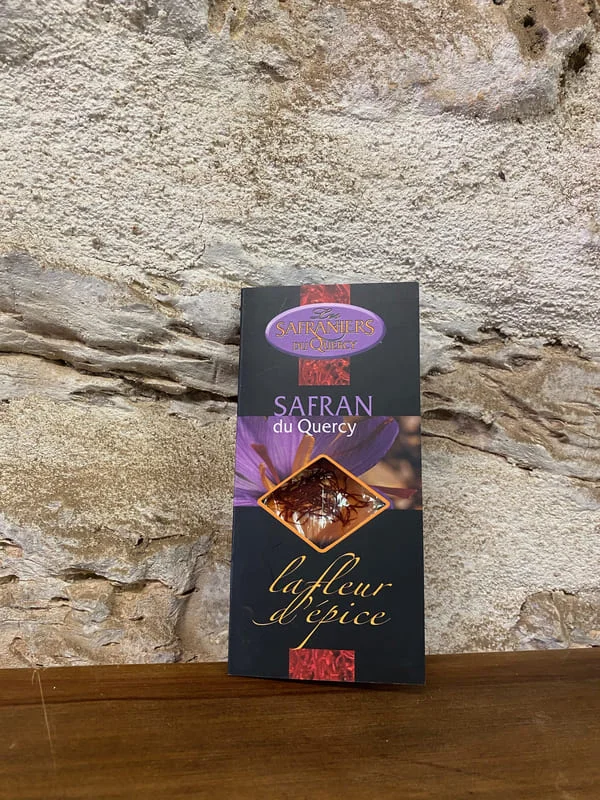 Les
SAFRANIERS
DU QUERCY
SAFRAN
du Quercy
la fleur
d'épice